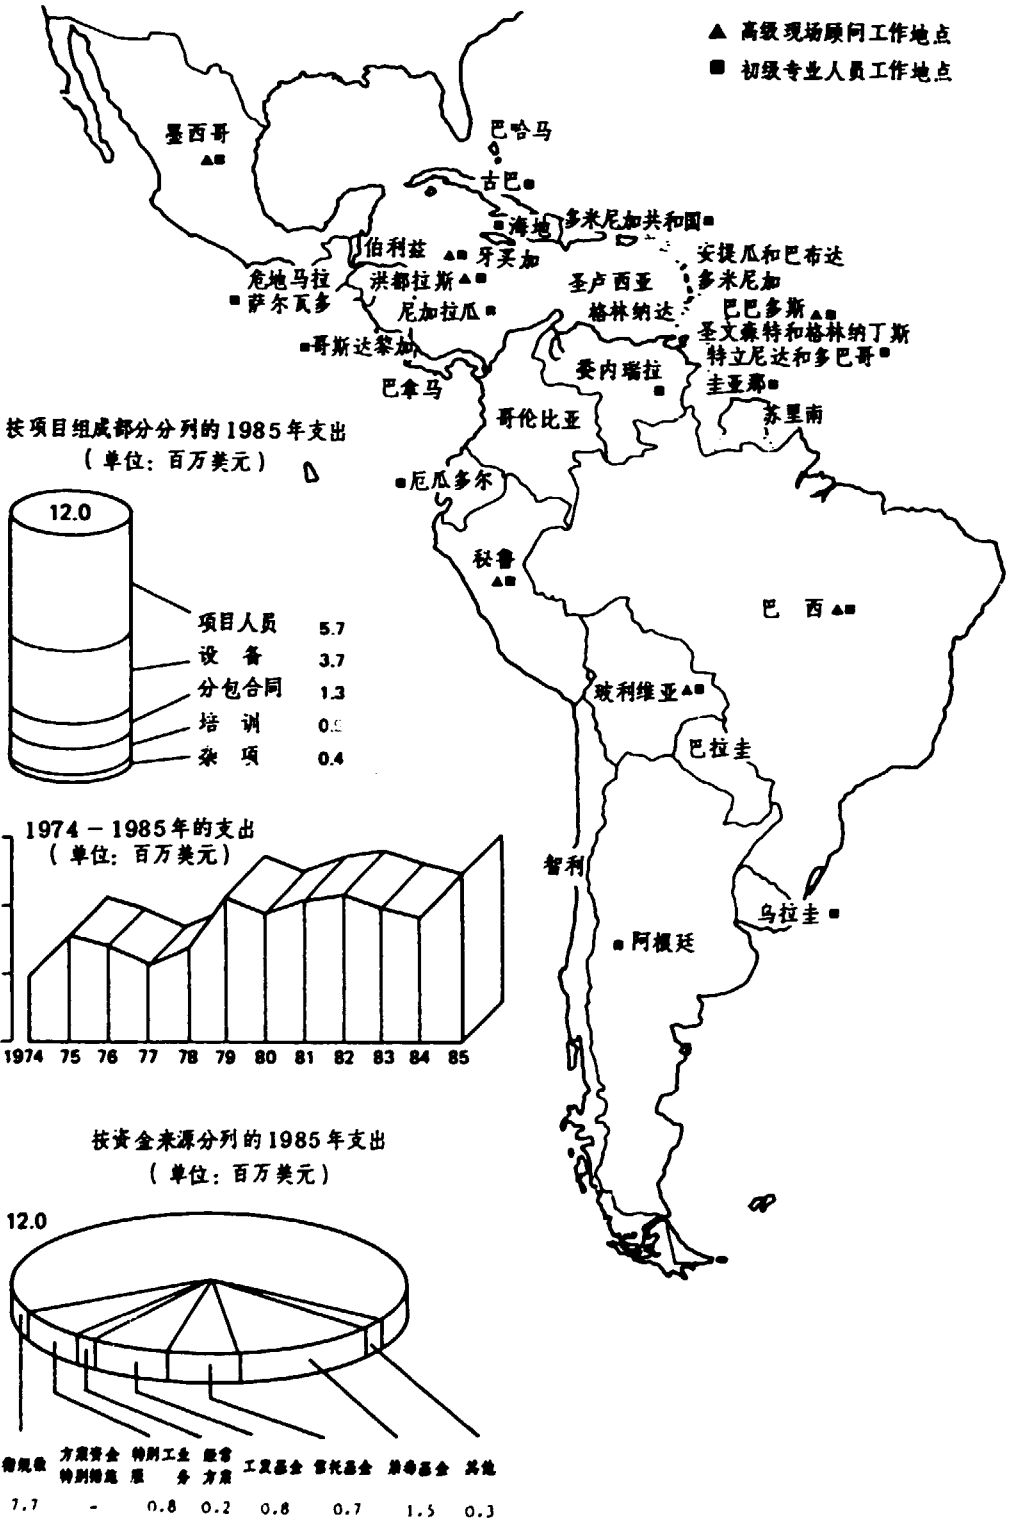 ▲ 高级现场顾问工作地点
■ 初级专业人员工作地点
墨西哥
巴哈马
古巴
海地
多米尼加共和国
伯利兹
牙买加
安提瓜和巴布达
危地马拉
洪都拉斯
圣卢西亚
多米尼加
萨尔瓦多
尼加拉瓜
格林纳达
巴巴多斯
圣文森特和格林纳丁斯
哥斯达黎加
特立尼达和多巴哥
巴拿马
委内瑞拉
圭亚那
哥伦比亚
苏里南
厄瓜多尔
秘鲁
巴 西
玻利维亚
巴拉圭
智利
乌拉圭
阿根廷
按项目组成部分分列的1985年支出
(单位: 百万美元)
12.0
项目人员 5.7
设 备 3.7
分包合同 1.3
培 训
杂 项 0.4
1974－1985年的支出
(单位: 百万美元)
1974 75 76 77 78 79 80 81 82 83 84 85
按资金来源分列的1985年支出
(单位: 百万美元)
12.0
方案资金 特别工业 经常
特别措施 服 务 方案 工发基金 信托基金 其他
7.7 - 0.8 0.2 0.7 1.5 0.3